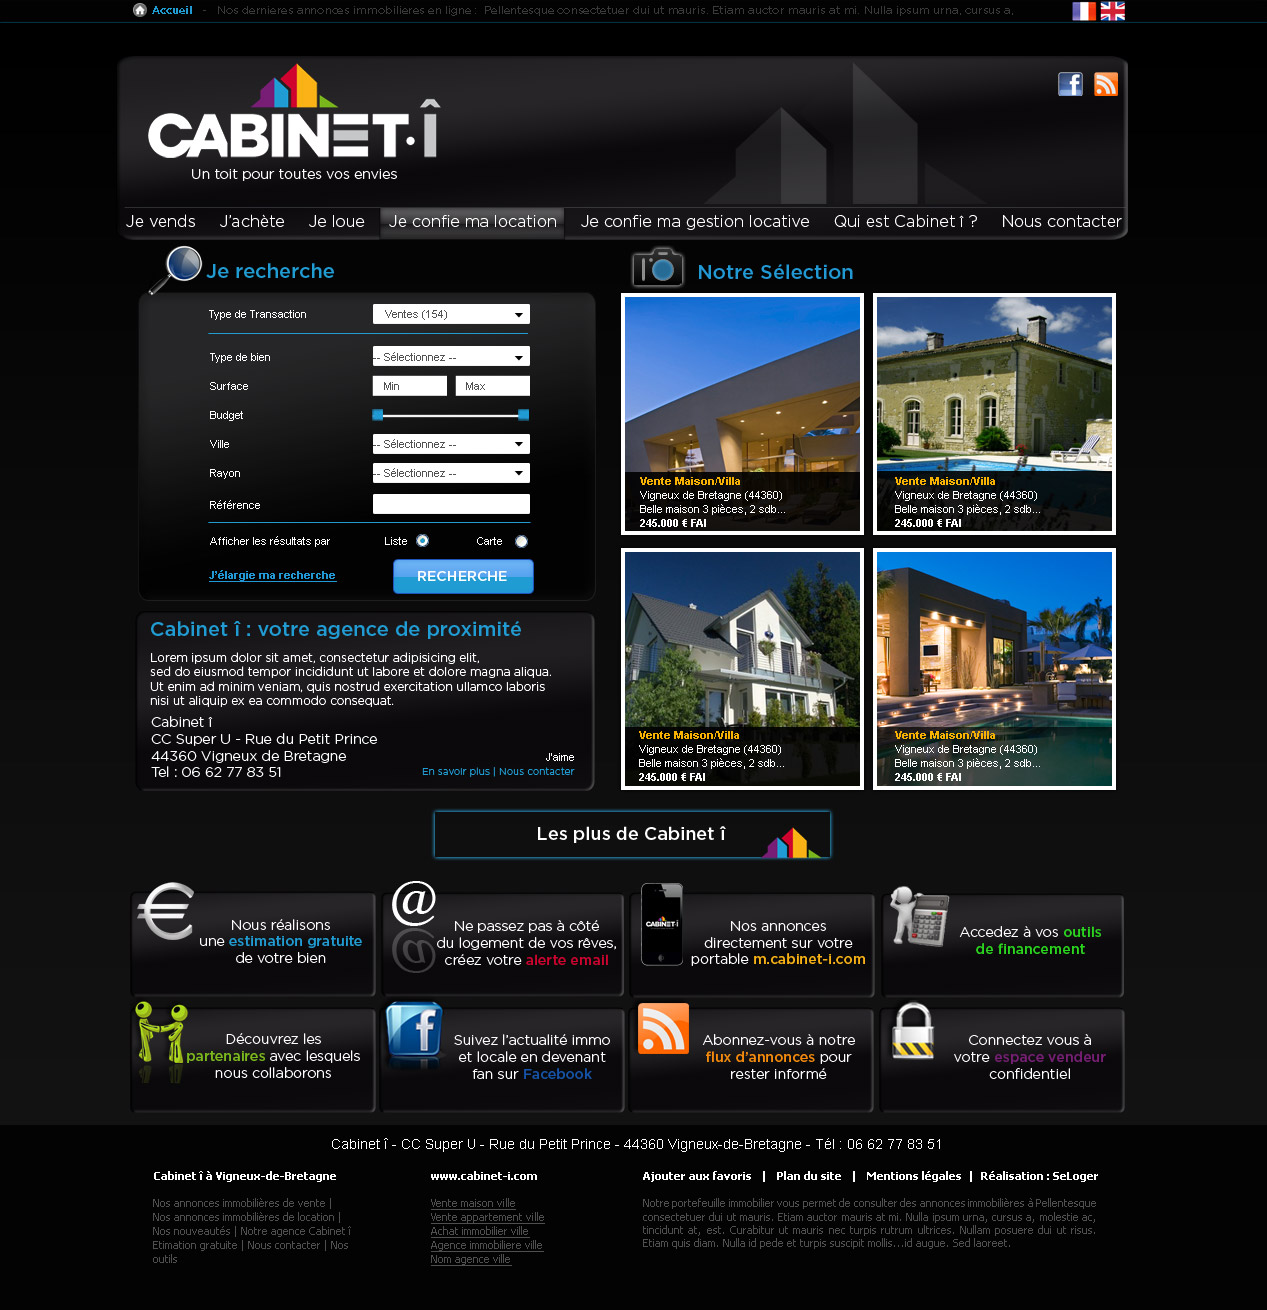 Accueil - Nos dernieres annonces immobilieres en ligne : Pellentesque consectetuer dui ut mauris. Etiam auctor mauris at mi. Nulla ipsum urna, cursus a,
CABINET·Î
Un toit pour toutes vos envies
Je vends J'achète Je loue Je confie ma location Je confie ma gestion locative Qui est Cabinet î ? Nous contacter
Je recherche
Type de Transaction Ventes (154)
Type de bien -- Sélectionnez --
Surface Min Max
Budget
Ville -- Sélectionnez --
Rayon -- Sélectionnez --
Référence
Afficher les résultats par Liste Carte
J'élargie ma recherche RECHERCHE
Notre Sélection
Vente Maison/Villa
Vigneux de Bretagne (44360)
Belle maison 3 pièces, 2 sdb...
245.000 € FAI
Vente Maison/Villa
Vigneux de Bretagne (44360)
Belle maison 3 pièces, 2 sdb...
245.000 € FAI
Vente Maison/Villa
Vigneux de Bretagne (44360)
Belle maison 3 pièces, 2 sdb...
245.000 € FAI
Vente Maison/Villa
Vigneux de Bretagne (44360)
Belle maison 3 pièces, 2 sdb...
245.000 € FAI
Cabinet î : votre agence de proximité
Lorem ipsum dolor sit amet, consectetur adipisicing elit,
sed do eiusmod tempor incididunt ut labore et dolore magna aliqua.
Ut enim ad minim veniam, quis nostrud exercitation ullamco laboris
nisi ut aliquip ex ea commodo consequat.
Cabinet î
CC Super U - Rue du Petit Prince
44360 Vigneux de Bretagne
Tel : 06 62 77 83 51
J'aime
En savoir plus | Nous contacter
Les plus de Cabinet î
Nous réalisons
une estimation gratuite
de votre bien
Ne passez pas à côté
du logement de vos rêves,
créez votre alerte email
CABINET·Î
Nos annonces
directement sur votre
portable m.cabinet-i.com
Accedez à vos outils
de financement
Découvrez les
partenaires avec lesquels
nous collaborons
Suivez l'actualité immo
et locale en devenant
fan sur Facebook
Abonnez-vous à notre
flux d'annonces pour
rester informé
Connectez vous à
votre espace vendeur
confidentiel
Cabinet î - CC Super U - Rue du Petit Prince - 44360 Vigneux-de-Bretagne - Tél : 06 62 77 83 51
Cabinet î à Vigneux-de-Bretagne
Nos annonces immobilières de vente |
Nos annonces immobilières de location |
Nos nouveautés | Notre agence Cabinet î
Etimation gratuite | Nous contacter | Nos
outils
www.cabinet-i.com
Vente maison ville
Vente appartement ville
Achat immobilier ville
Agence immobiliere ville
Nom agence ville
Ajouter aux favoris | Plan du site | Mentions légales | Réalisation : SeLoger
Notre portefeuille immobilier vous permet de consulter des annonces immobilières à Pellentesque
consectetuer dui ut mauris. Etiam auctor mauris at mi. Nulla ipsum urna, cursus a, molestie ac,
tincidunt at, est. Curabitur ut mauris nec turpis rutrum ultrices. Nullam posuere dui ut risus.
Etiam quis diam. Nulla id pede et turpis suscipit mollis...id augue. Sed laoreet.